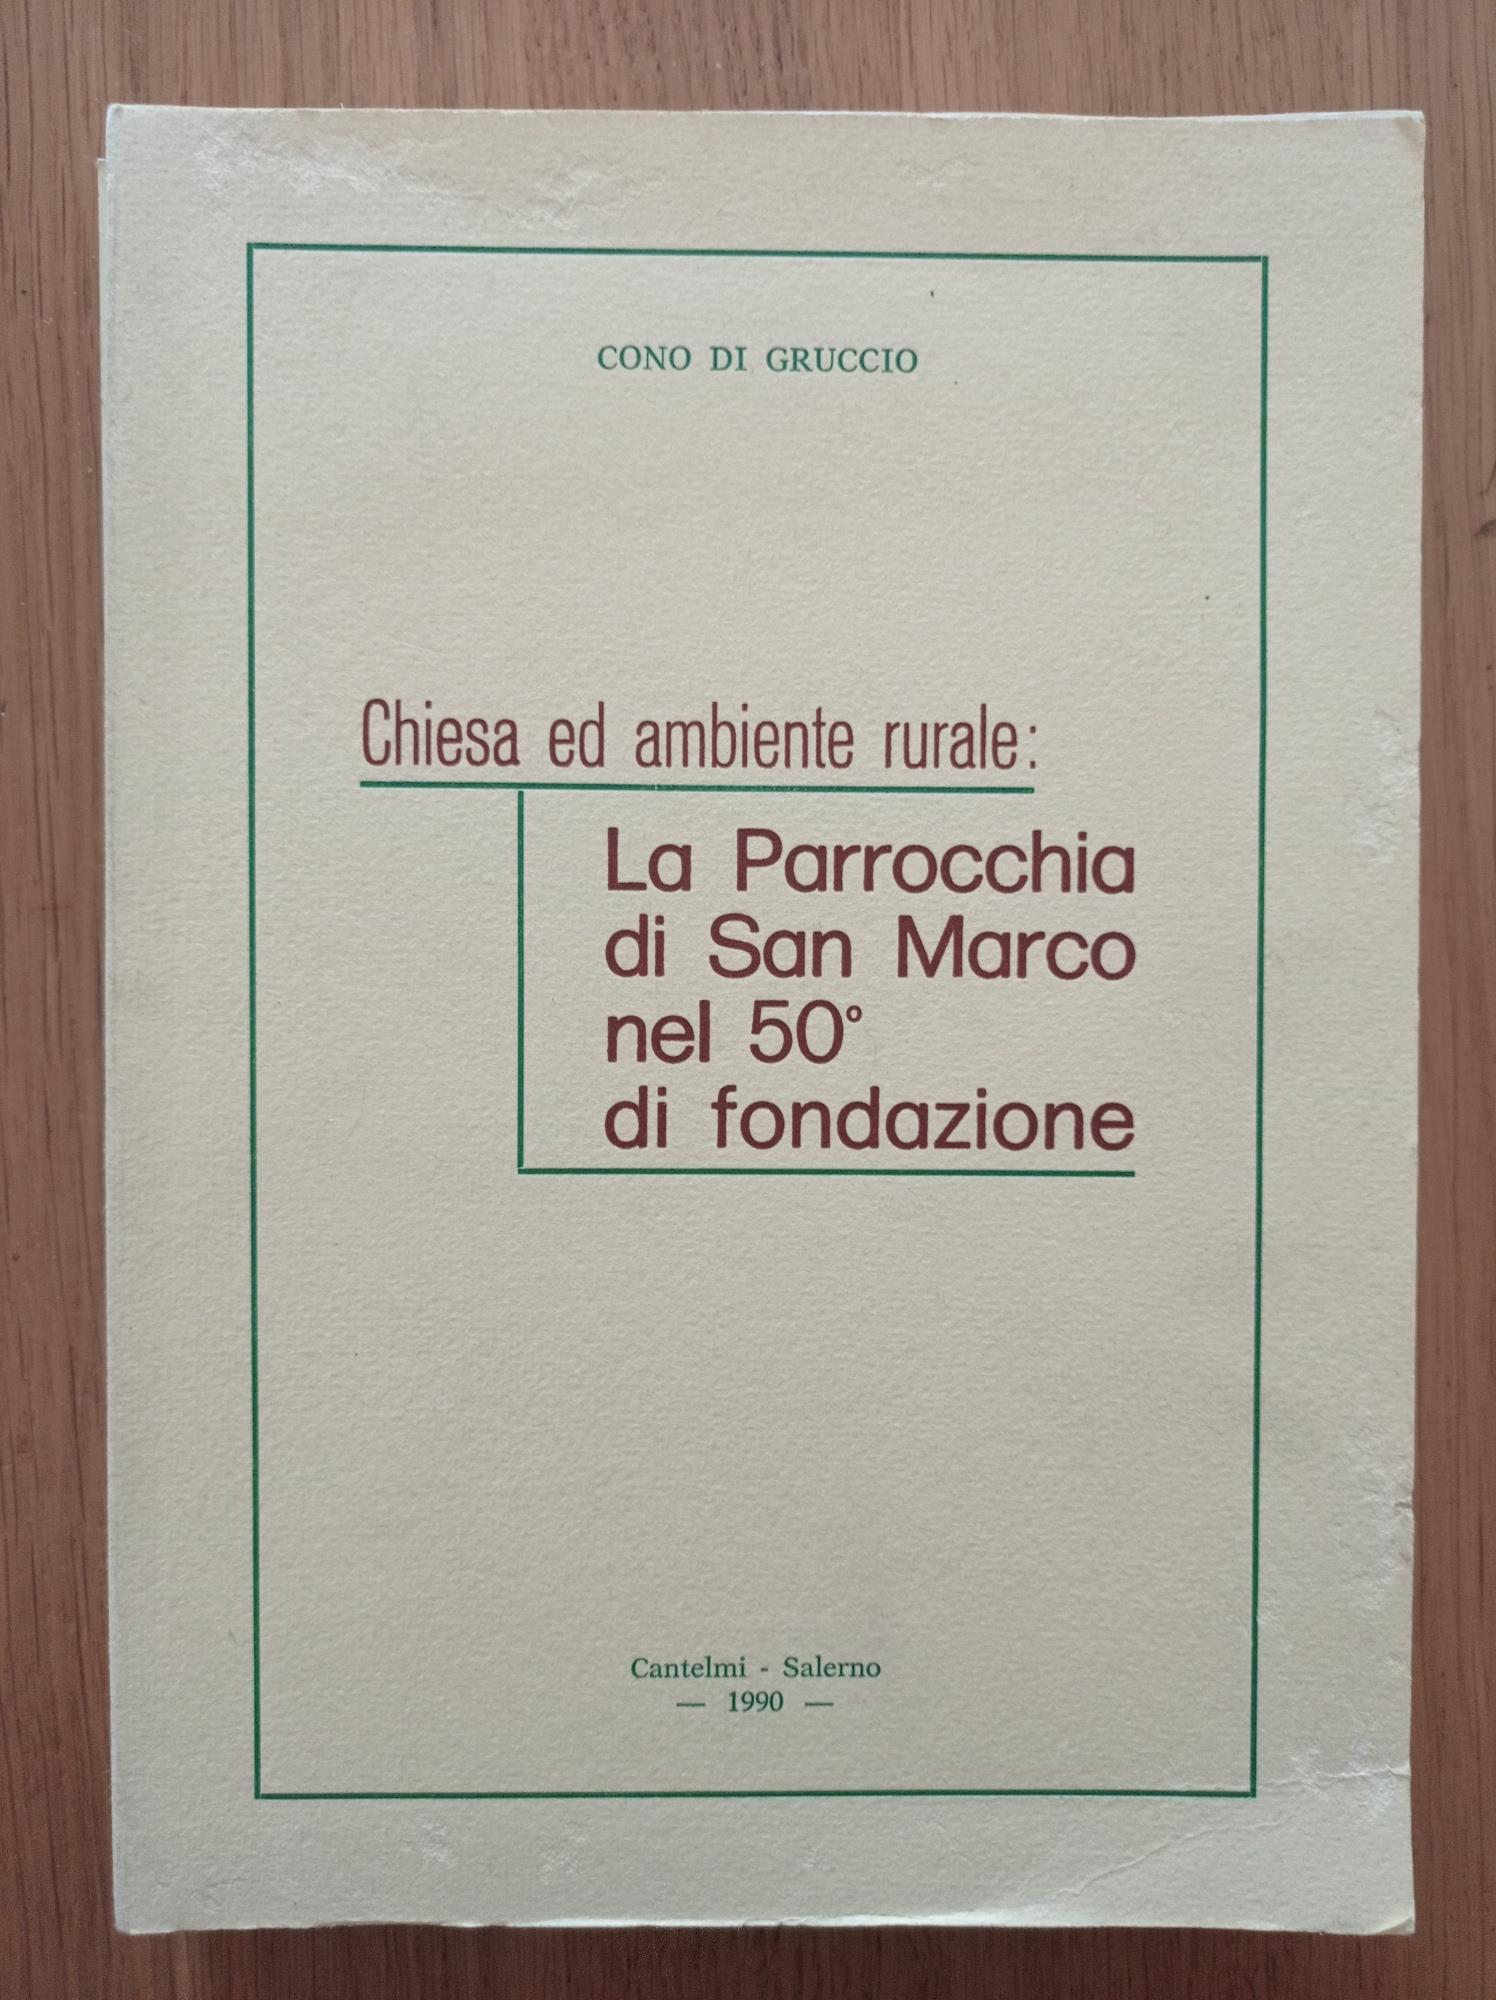 CONO DI GRUCCIO
Chiesa ed ambiente rurale:
La Parrocchia
di San Marco
nel 50°
di fondazione
Cantelmi - Salerno
— 1990 —